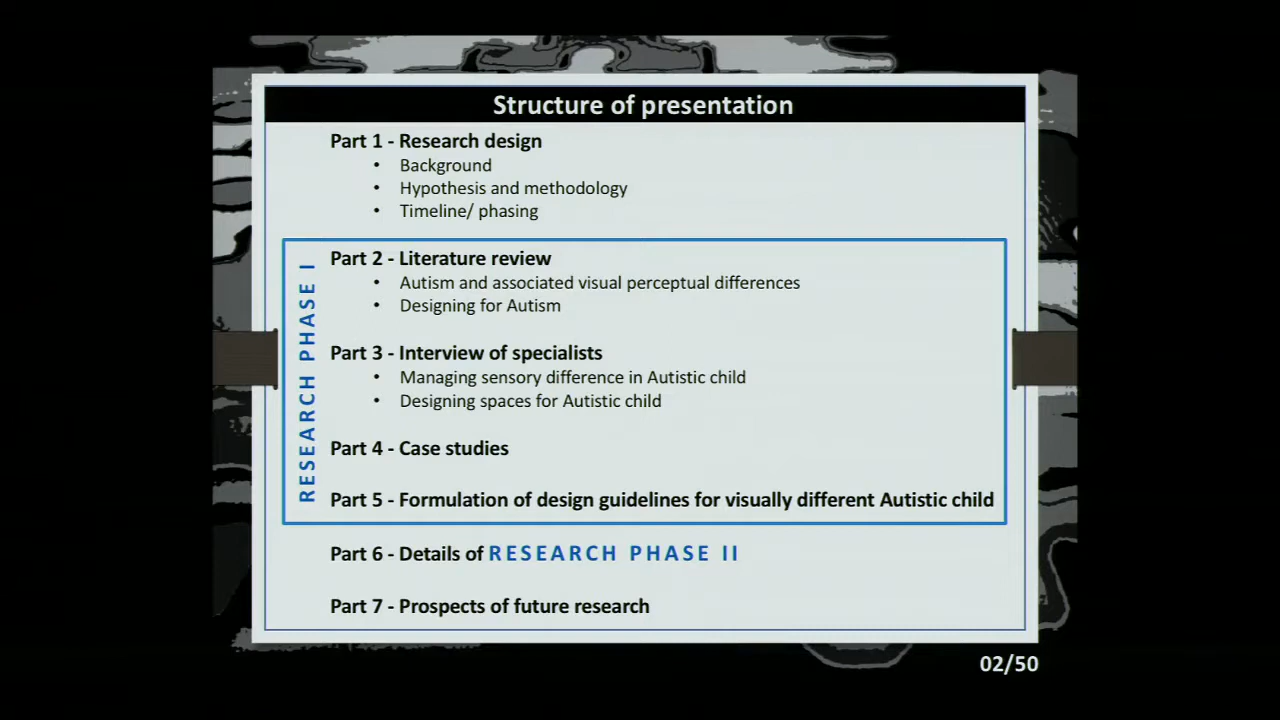 Structure of presentation
Part 1 - Research design
• Background
• Hypothesis and methodology
• Timeline/ phasing
RESEARCH PHASE I
Part 2 - Literature review
• Autism and associated visual perceptual differences
• Designing for Autism
Part 3 - Interview of specialists
• Managing sensory difference in Autistic child
• Designing spaces for Autistic child
Part 4 - Case studies
Part 5 - Formulation of design guidelines for visually different Autistic child
Part 6 - Details of RESEARCH PHASE II
Part 7 - Prospects of future research
02/50